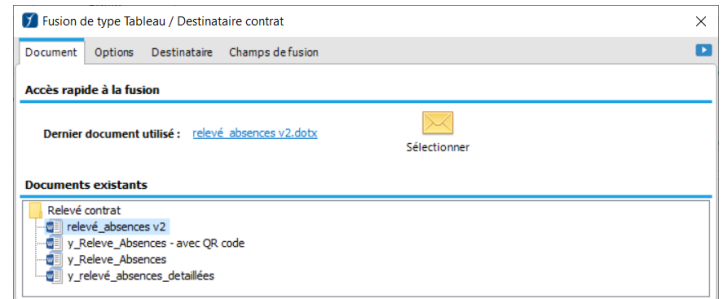 Fusion de type Tableau / Destinataire contrat
Document Options Destinataire Champs de fusion
Accès rapide à la fusion
Dernier document utilisé : relevé_absences v2.dotx
Sélectionner
Documents existants
Relevé contrat
relevé_absences v2
y_Releve_Absences - avec QR code
y_Releve_Absences
y_relevé_absences_detaillées